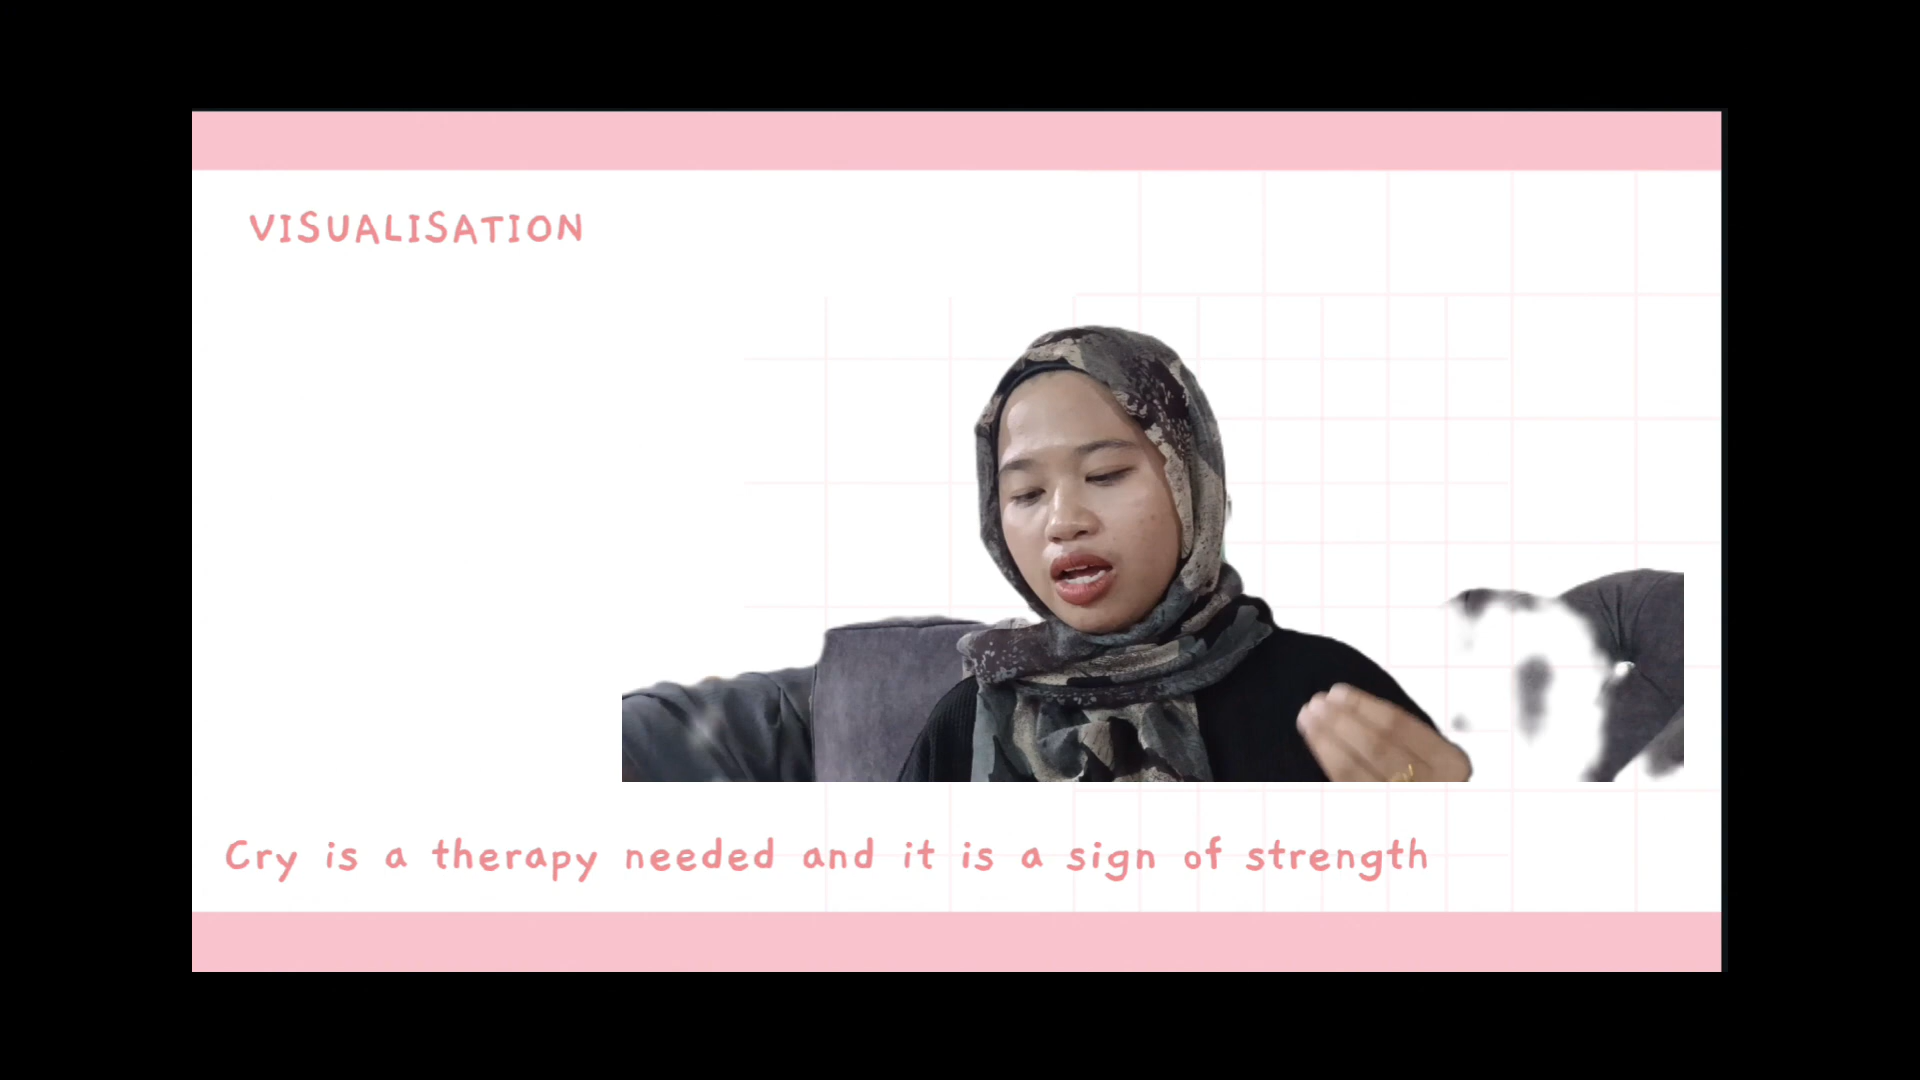 VISUALISATION
Cry is a therapy needed and it is a sign of strength